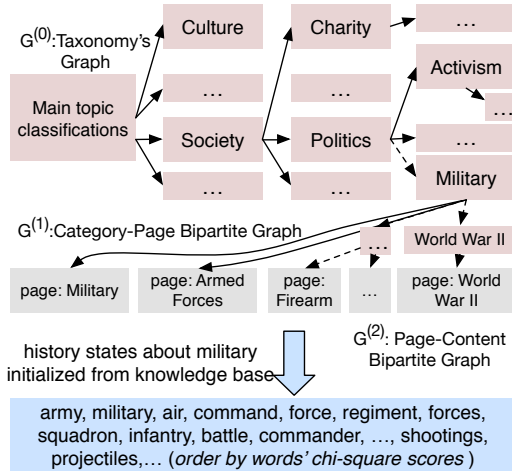 G(0):Taxonomy's
Graph
Main topic
classifications
Culture
…
Society
…
Charity
…
Politics
…
…
Activism
…
…
Military
G(1):Category-Page Bipartite Graph
…
World War II
page: Military
page: Armed
Forces
page:
Firearm
…
page: World
War II
G(2): Page-Content
Bipartite Graph
history states about military
initialized from knowledge base
army, military, air, command, force, regiment, forces,
squadron, infantry, battle, commander, …, shootings,
projectiles,… (order by words' chi-square scores )